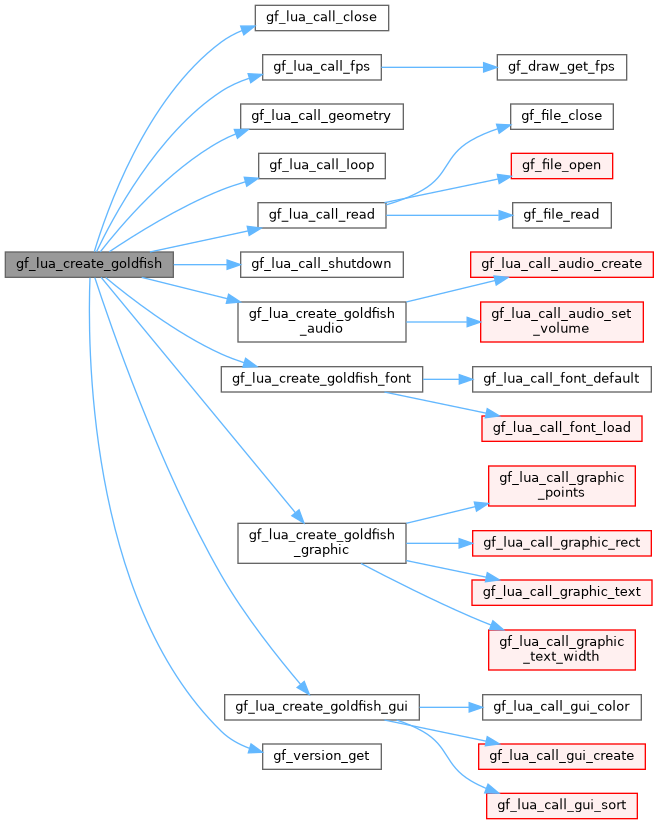 gf_lua_call_close
gf_lua_call_fps
gf_draw_get_fps
gf_lua_call_geometry
gf_file_close
gf_lua_call_loop
gf_file_open
gf_lua_call_read
gf_file_read
gf_lua_create_goldfish
gf_lua_call_shutdown
gf_lua_call_audio_create
gf_lua_create_goldfish
_audio
gf_lua_call_audio_set
_volume
gf_lua_create_goldfish_font
gf_lua_call_font_default
gf_lua_call_font_load
gf_lua_call_graphic
_points
gf_lua_create_goldfish
_graphic
gf_lua_call_graphic_rect
gf_lua_call_graphic_text
gf_lua_call_graphic
_text_width
gf_lua_create_goldfish_gui
gf_lua_call_gui_color
gf_version_get
gf_lua_call_gui_create
gf_lua_call_gui_sort